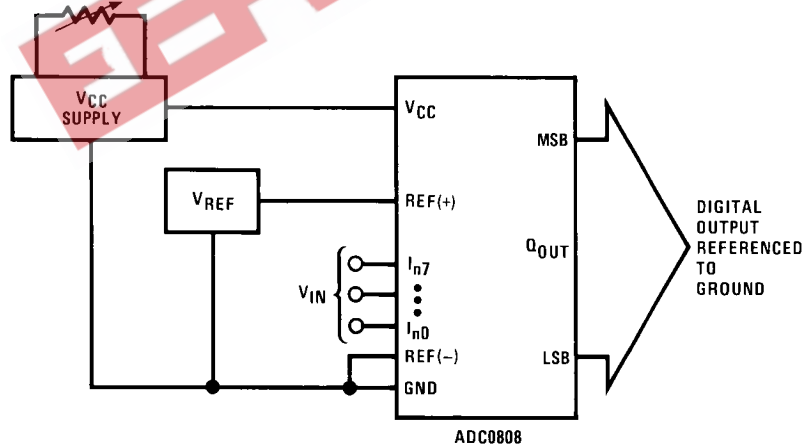 VCC
SUPPLY
VCC
MSB
VREF
REF(+)
DIGITAL
OUTPUT
REFERENCED
TO
GROUND
QOUT
In7
VIN
In0
REF(−)
LSB
GND
ADC0808